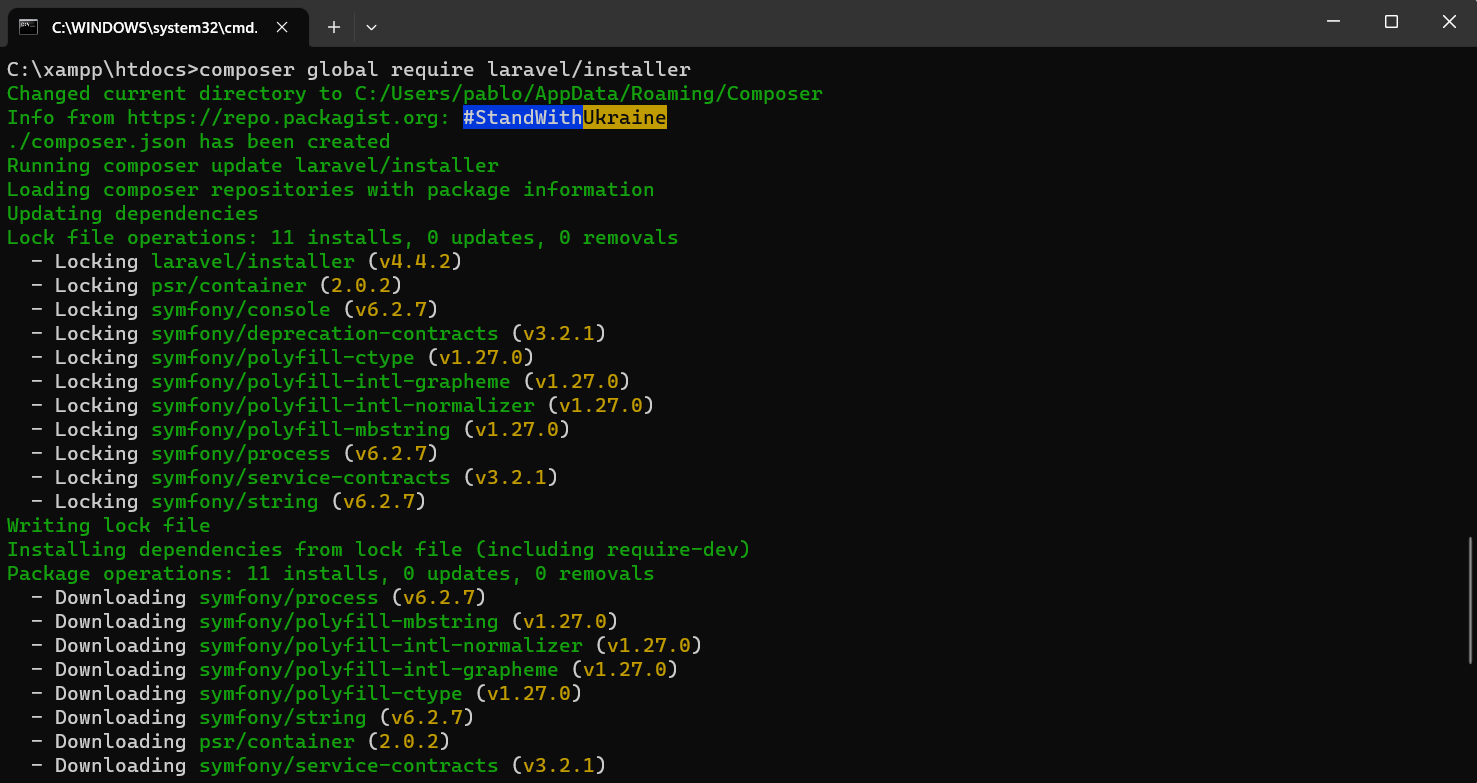 C:\WINDOWS\system32\cmd.
C:\xampp\htdocs>composer global require laravel/installer
Changed current directory to C:/Users/pablo/AppData/Roaming/Composer
Info from https://repo.packagist.org: #StandWithUkraine
./composer.json has been created
Running composer update laravel/installer
Loading composer repositories with package information
Updating dependencies
Lock file operations: 11 installs, 0 updates, 0 removals
  - Locking laravel/installer (v4.4.2)
  - Locking psr/container (2.0.2)
  - Locking symfony/console (v6.2.7)
  - Locking symfony/deprecation-contracts (v3.2.1)
  - Locking symfony/polyfill-ctype (v1.27.0)
  - Locking symfony/polyfill-intl-grapheme (v1.27.0)
  - Locking symfony/polyfill-intl-normalizer (v1.27.0)
  - Locking symfony/polyfill-mbstring (v1.27.0)
  - Locking symfony/process (v6.2.7)
  - Locking symfony/service-contracts (v3.2.1)
  - Locking symfony/string (v6.2.7)
Writing lock file
Installing dependencies from lock file (including require-dev)
Package operations: 11 installs, 0 updates, 0 removals
  - Downloading symfony/process (v6.2.7)
  - Downloading symfony/polyfill-mbstring (v1.27.0)
  - Downloading symfony/polyfill-intl-normalizer (v1.27.0)
  - Downloading symfony/polyfill-intl-grapheme (v1.27.0)
  - Downloading symfony/polyfill-ctype (v1.27.0)
  - Downloading symfony/string (v6.2.7)
  - Downloading psr/container (2.0.2)
  - Downloading symfony/service-contracts (v3.2.1)